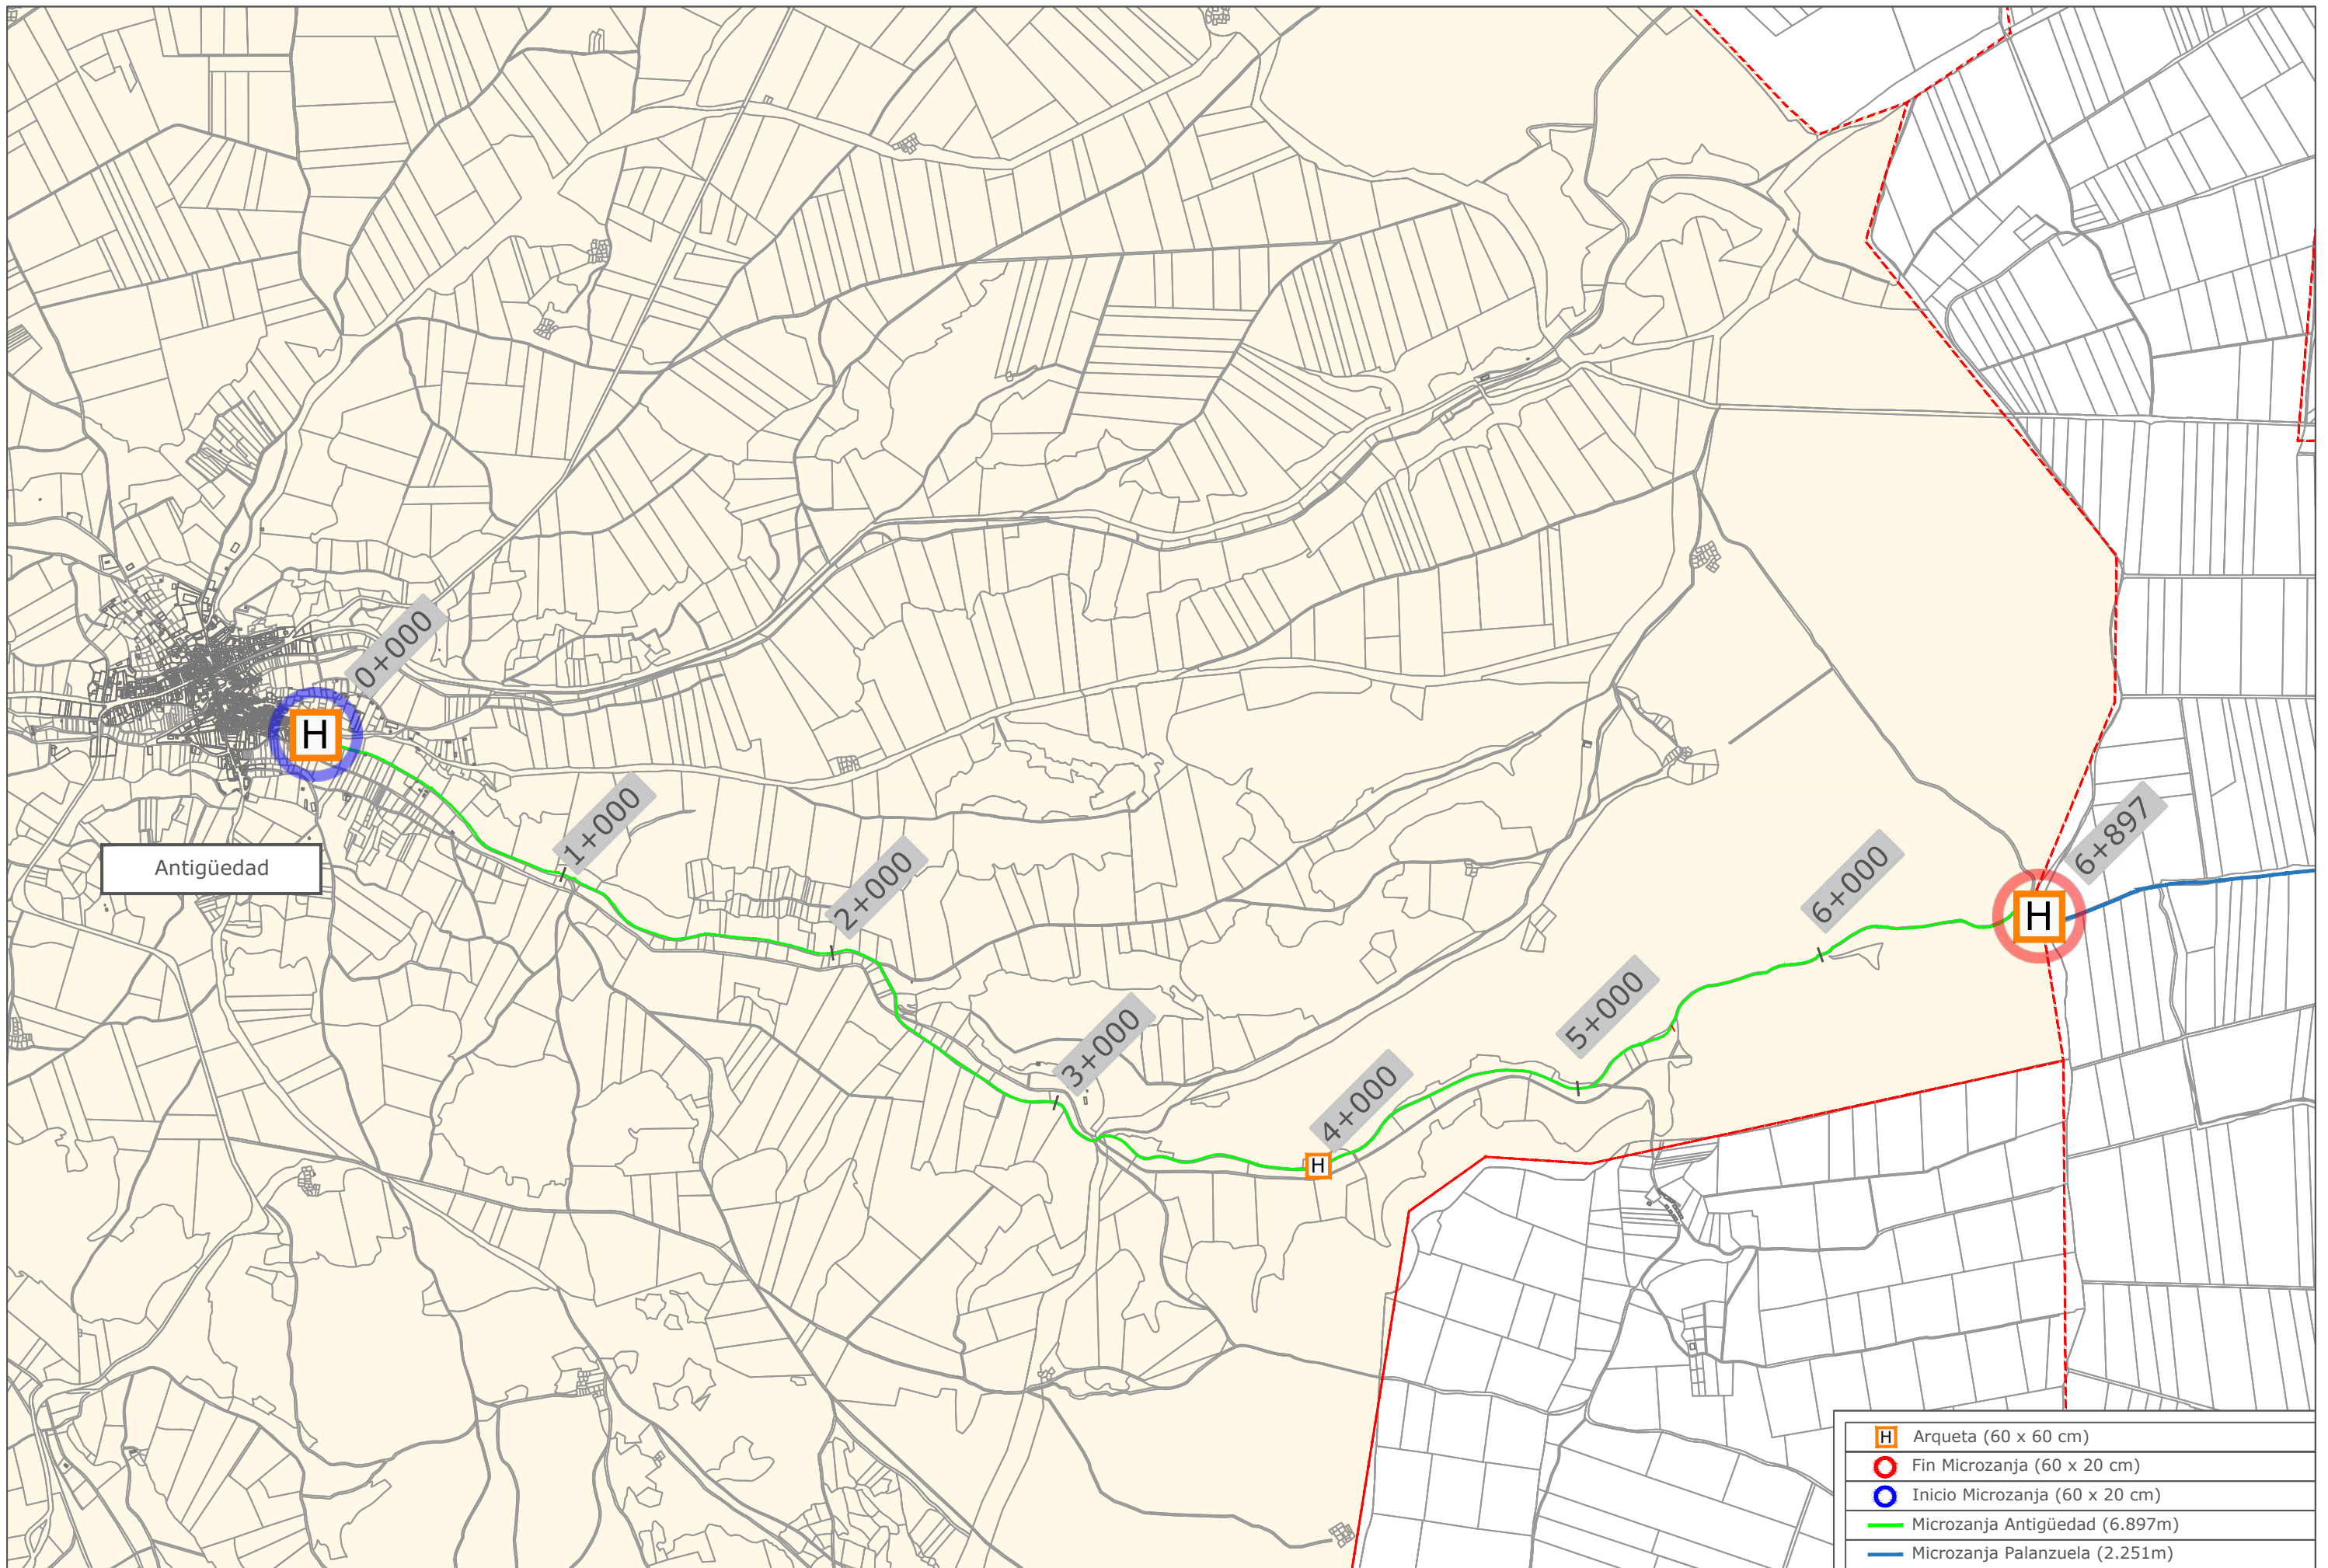 0+000
H
Antigüedad
1+000
2+000
3+000
4+000
H
5+000
6+000
6+897
H
H Arqueta (60 x 60 cm)
Fin Microzanja (60 x 20 cm)
Inicio Microzanja (60 x 20 cm)
Microzanja Antigüedad (6.897m)
Microzanja Palanzuela (2.251m)